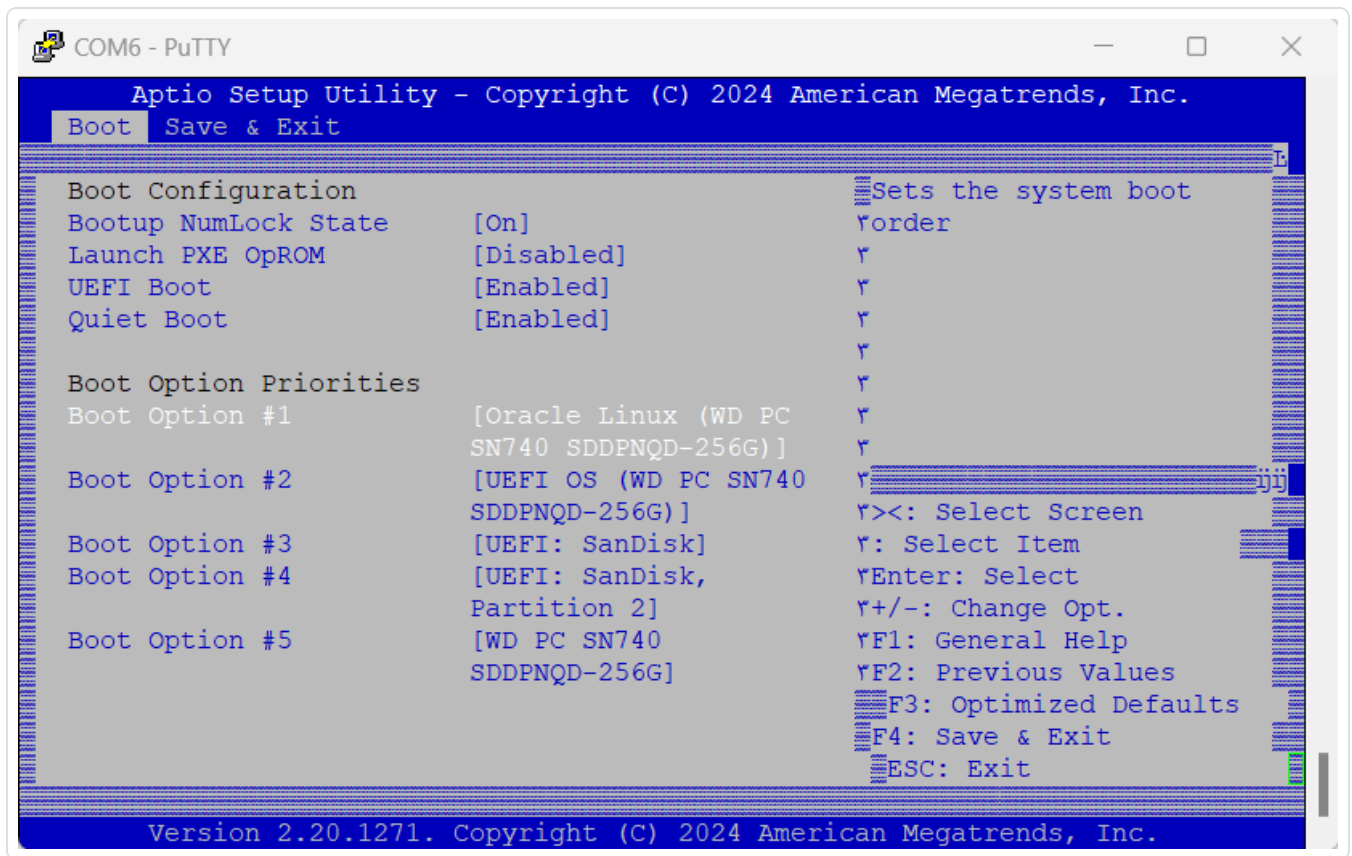 COM6 - PuTTY
Aptio Setup Utility - Copyright (C) 2024 American Megatrends, Inc.
Boot Save & Exit
Boot Configuration Sets the system boot
Bootup NumLock State [On] order
Launch PXE OpROM [Disabled]
UEFI Boot [Enabled]
Quiet Boot [Enabled]
Boot Option Priorities
Boot Option #1 [Oracle Linux (WD PC
SN740 SDDPNQD-256G)]
Boot Option #2 [UEFI OS (WD PC SN740
SDDPNQD-256G)] ><: Select Screen
Boot Option #3 [UEFI: SanDisk] : Select Item
Boot Option #4 [UEFI: SanDisk, Enter: Select
Partition 2] +/-: Change Opt.
Boot Option #5 [WD PC SN740 F1: General Help
SDDPNQD-256G] F2: Previous Values
F3: Optimized Defaults
F4: Save & Exit
ESC: Exit
Version 2.20.1271. Copyright (C) 2024 American Megatrends, Inc.